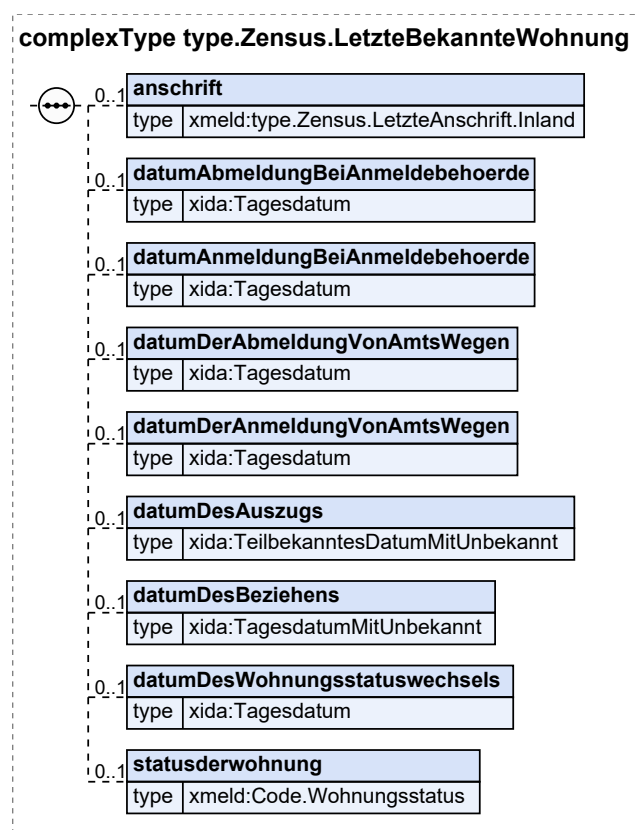 complexType type.Zensus.LetzteBekannteWohnung
0..1 anschrift
type xmeld:type.Zensus.LetzteAnschrift.Inland
0..1 datumAbmeldungBeiAnmeldebehoerde
type xida:Tagesdatum
0..1 datumAnmeldungBeiAnmeldebehoerde
type xida:Tagesdatum
0..1 datumDerAbmeldungVonAmtsWegen
type xida:Tagesdatum
0..1 datumDerAnmeldungVonAmtsWegen
type xida:Tagesdatum
0..1 datumDesAuszugs
type xida:TeilbekanntesDatumMitUnbekannt
0..1 datumDesBeziehens
type xida:TagesdatumMitUnbekannt
0..1 datumDesWohnungsstatuswechsels
type xida:Tagesdatum
0..1 statusderwohnung
type xmeld:Code.Wohnungsstatus